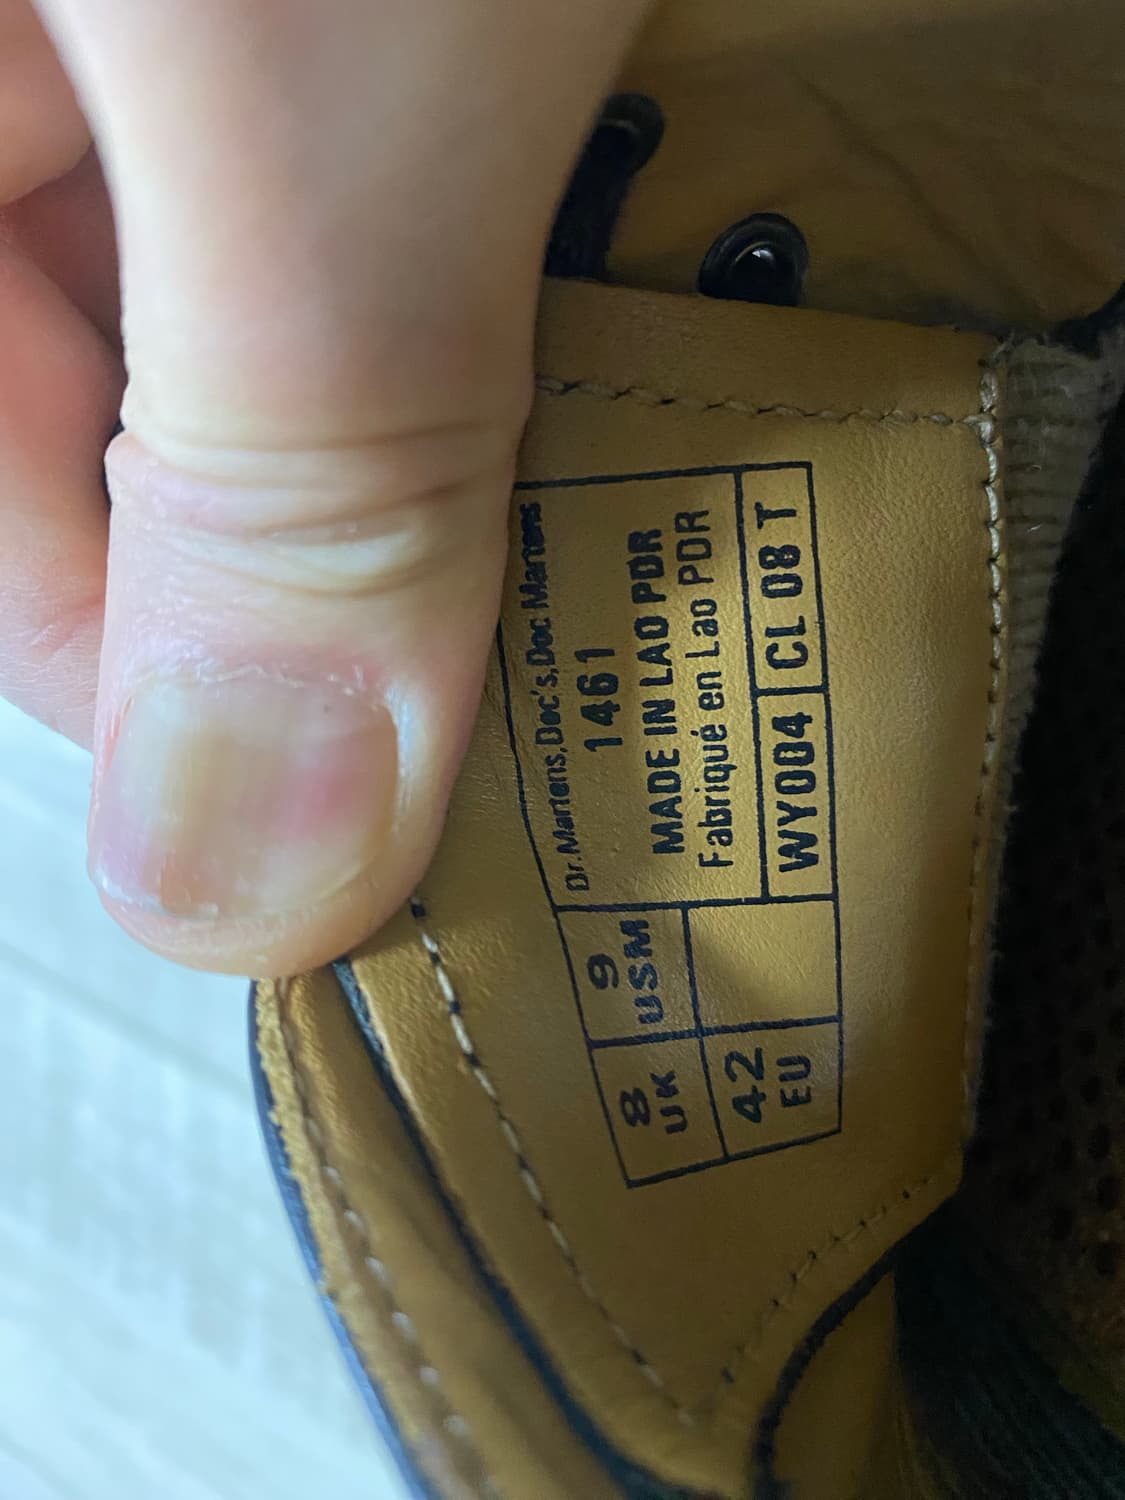 Dr.Martens,Doc's,Doc Martens
1461
MADE IN LAO PDR
Fabriqué en Lao PDR
WY004 CL 08 T
8 UK
9 USM
42 EU